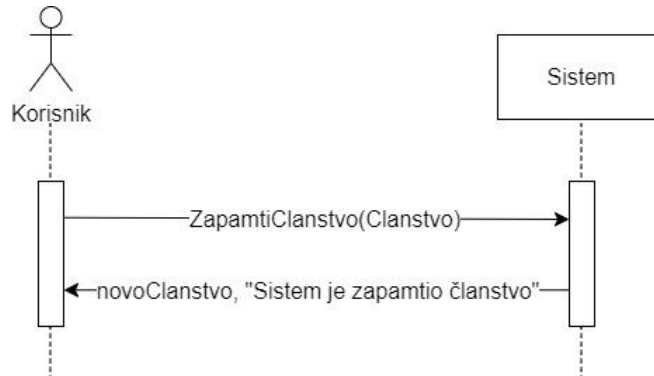 Korisnik
Sistem
ZapamtiClanstvo(Clanstvo)
novoClanstvo, "Sistem je zapamtio članstvo"